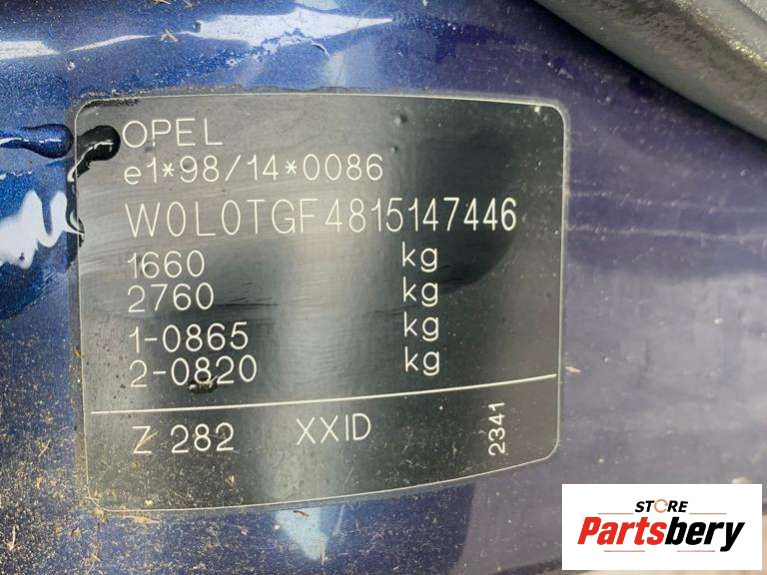 OPEL
e1*98/14*0086
W0L0TGF4815147446
1660 kg
2760 kg
1-0865 kg
2-0820 kg
Z 282 XXID 2341
STORE
Partsbery